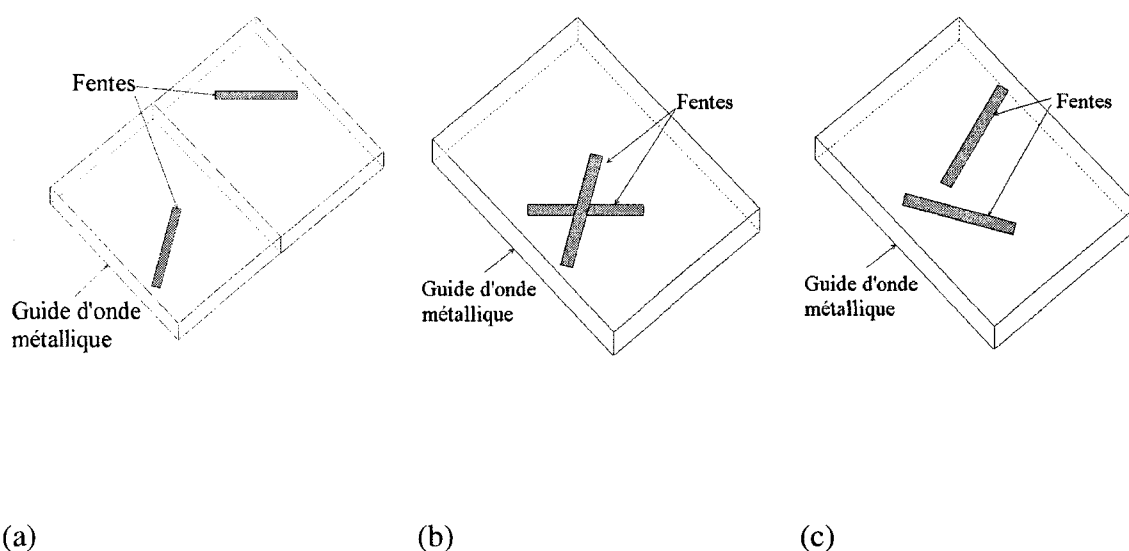 Fentes
Guide d'onde
métallique
(a)
Fentes
Guide d'onde
métallique
(b)
Fentes
Guide d'onde
métallique
(c)